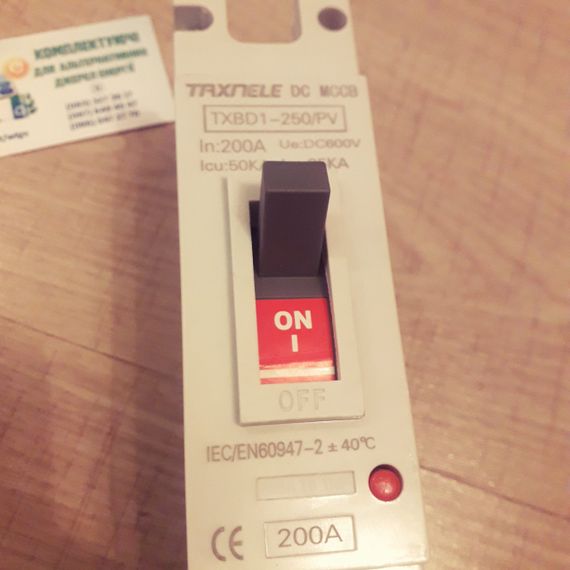 КОМПЛЕКТУЮЧІ
ДЛЯ АЛЬТЕРНАТИВНИХ
ДЖЕРЕЛ ЕНЕРГІЇ
TAXNELE DC MCCB
TXBD1-250/PV
In:200A Ue:DC600V
Icu:50KA
ON
I
OFF
IEC/EN60947-2 ± 40℃
CE 200A